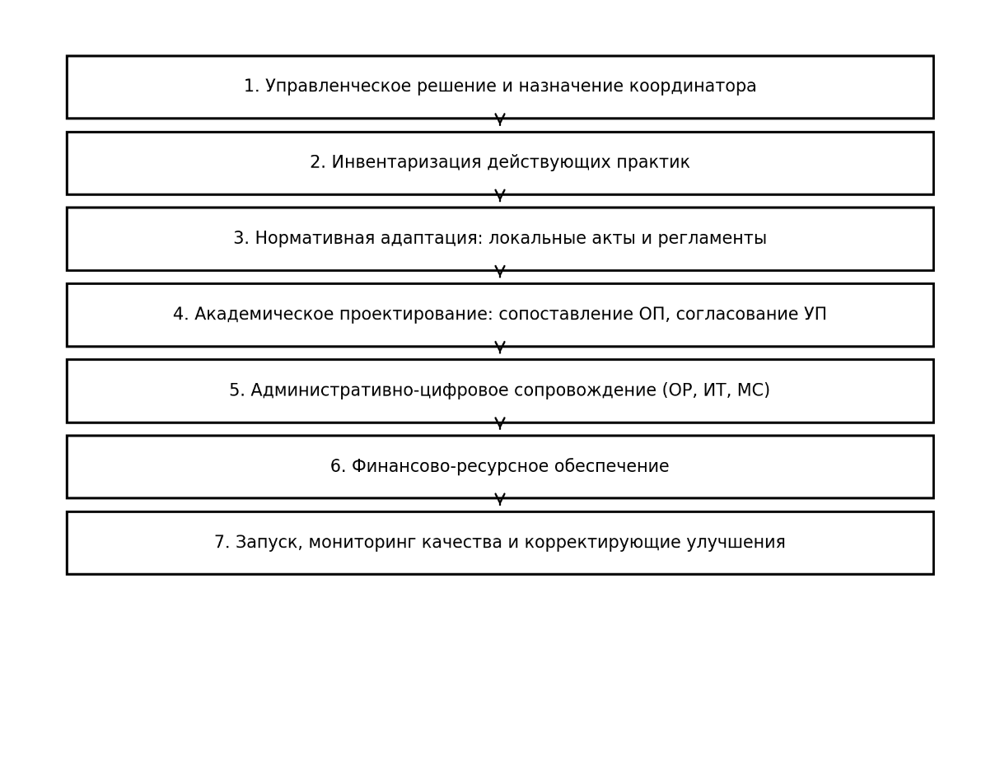 1. Управленческое решение и назначение координатора
2. Инвентаризация действующих практик
3. Нормативная адаптация: локальные акты и регламенты
4. Академическое проектирование: сопоставление ОП, согласование УП
5. Административно-цифровое сопровождение (ОР, ИТ, МС)
6. Финансово-ресурсное обеспечение
7. Запуск, мониторинг качества и корректирующие улучшения